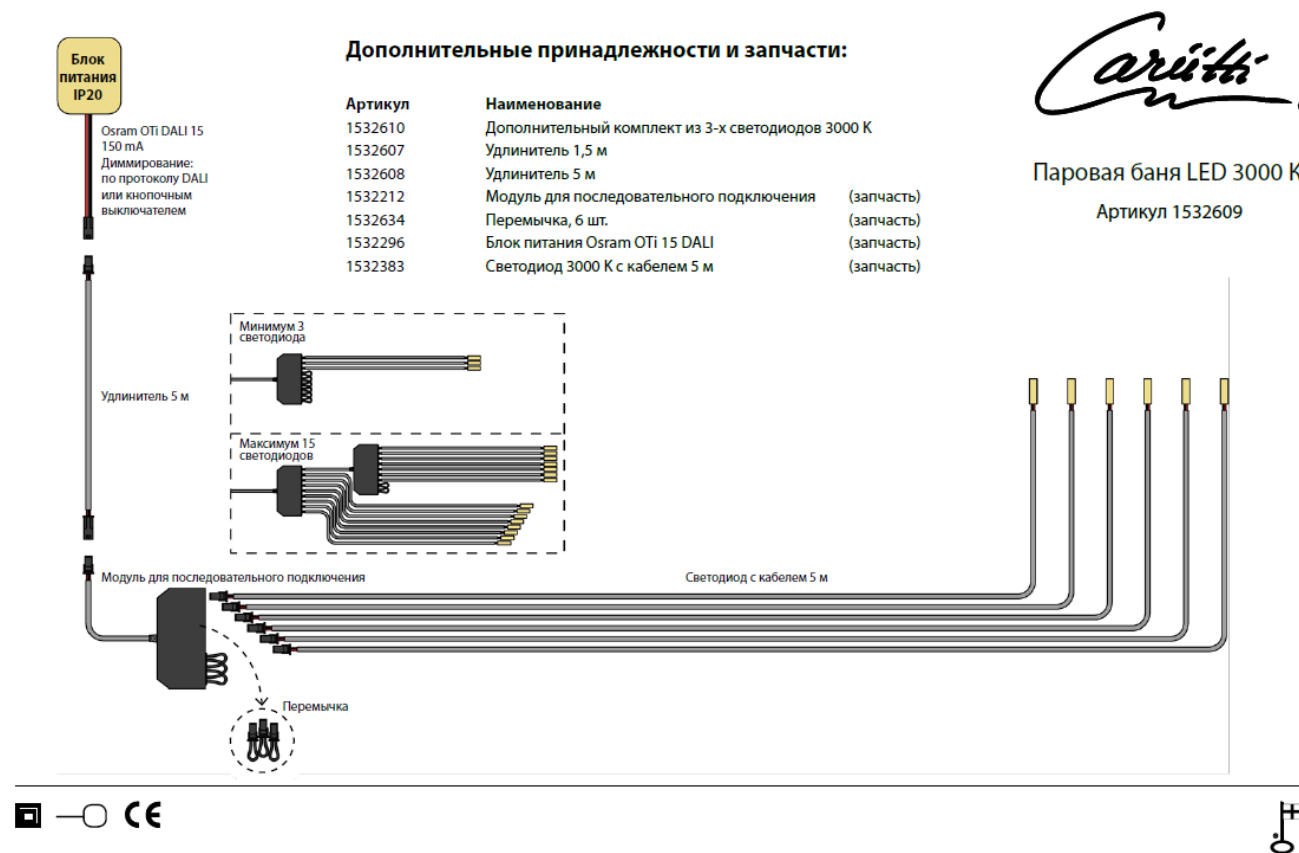 Блок
питания
IP20
Osram OTi DALI 15
150 mA
Диммирование:
по протоколу DALI
или кнопочным
выключателем
Дополнительные принадлежности и запчасти:
Артикул Наименование
1532610 Дополнительный комплект из 3-х светодиодов 3000 К
1532607 Удлинитель 1,5 м
1532608 Удлинитель 5 м
1532212 Модуль для последовательного подключения (запчасть)
1532634 Перемычка, 6 шт. (запчасть)
1532296 Блок питания Osram OTi 15 DALI (запчасть)
1532383 Светодиод 3000 К с кабелем 5 м (запчасть)
Cariitti
Паровая баня LED 3000 K
Артикул 1532609
Минимум 3
светодиода
Удлинитель 5 м
Максимум 15
светодиодов
Модуль для последовательного подключения
Светодиод с кабелем 5 м
Перемычка
CE